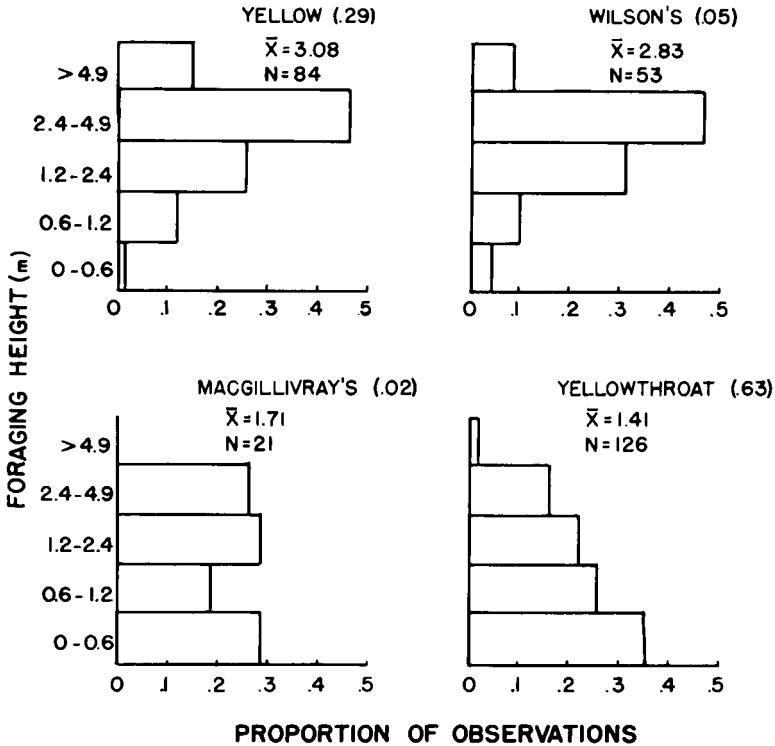 YELLOW (.29)
X̄=3.08
N=84
>4.9
2.4-4.9
1.2-2.4
0.6-1.2
0-0.6
0 .1 .2 .3 .4 .5
WILSON'S (.05)
X̄=2.83
N=53
0 .1 .2 .3 .4 .5
FORAGING HEIGHT (m)
MACGILLIVRAY'S (.02)
X̄=1.71
N=21
>4.9
2.4-4.9
1.2-2.4
0.6-1.2
0-0.6
0 .1 .2 .3 .4 .5
YELLOWTHROAT (.63)
X̄=1.41
N=126
0 .1 .2 .3 .4 .5
PROPORTION OF OBSERVATIONS